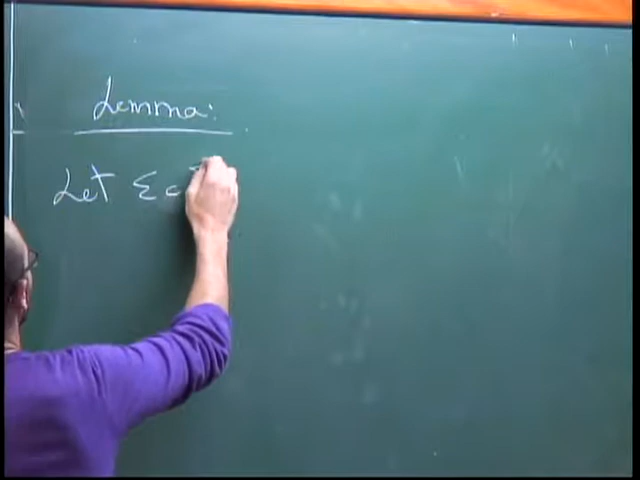 Lemma:
Let Σ ⊂